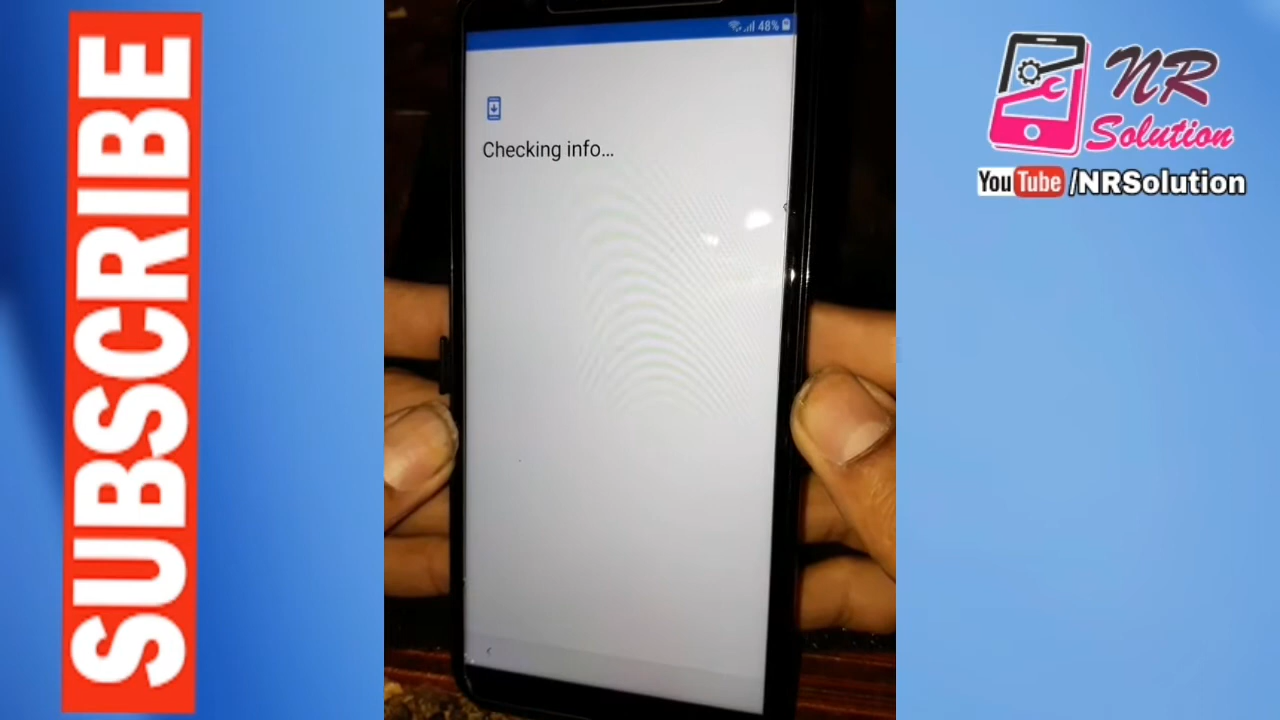 SUBSCRIBE
48%
Checking info...
NR
Solution
YouTube /NRSolution